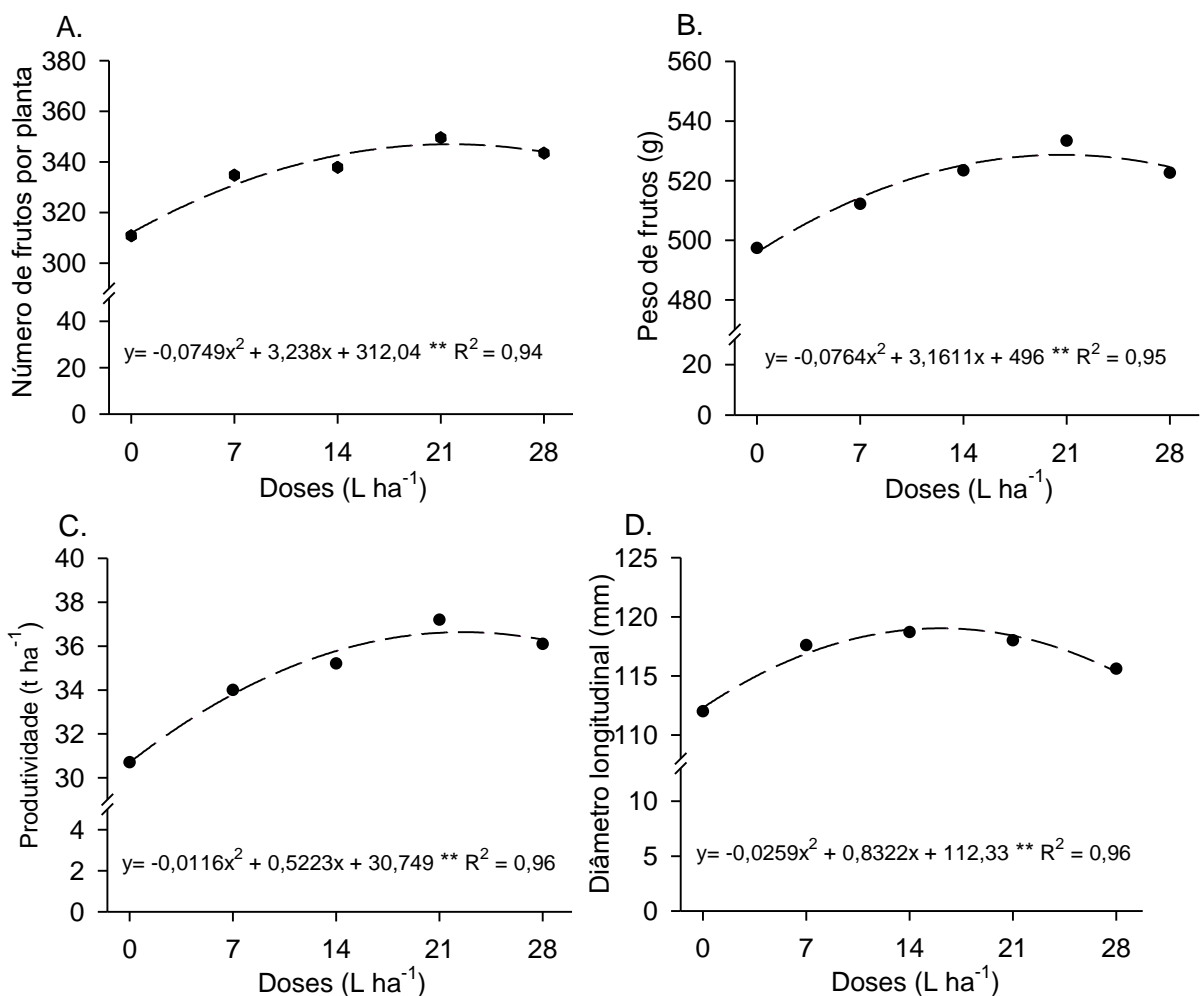 A.
Número de frutos por planta
380
360
340
320
300
40
20
0
y= -0,0749x² + 3,238x + 312,04 ** R² = 0,94
0 7 14 21 28
Doses (L ha⁻¹)
B.
Peso de frutos (g)
560
540
520
500
480
20
0
y= -0,0764x² + 3,1611x + 496 ** R² = 0,95
0 7 14 21 28
Doses (L ha⁻¹)
C.
Produtividade (t ha⁻¹)
40
38
36
34
32
30
4
2
0
y= -0,0116x² + 0,5223x + 30,749 ** R² = 0,96
0 7 14 21 28
Doses (L ha⁻¹)
D.
Diâmetro longitudinal (mm)
125
120
115
110
10
5
0
y= -0,0259x² + 0,8322x + 112,33 ** R² = 0,96
0 7 14 21 28
Doses (L ha⁻¹)